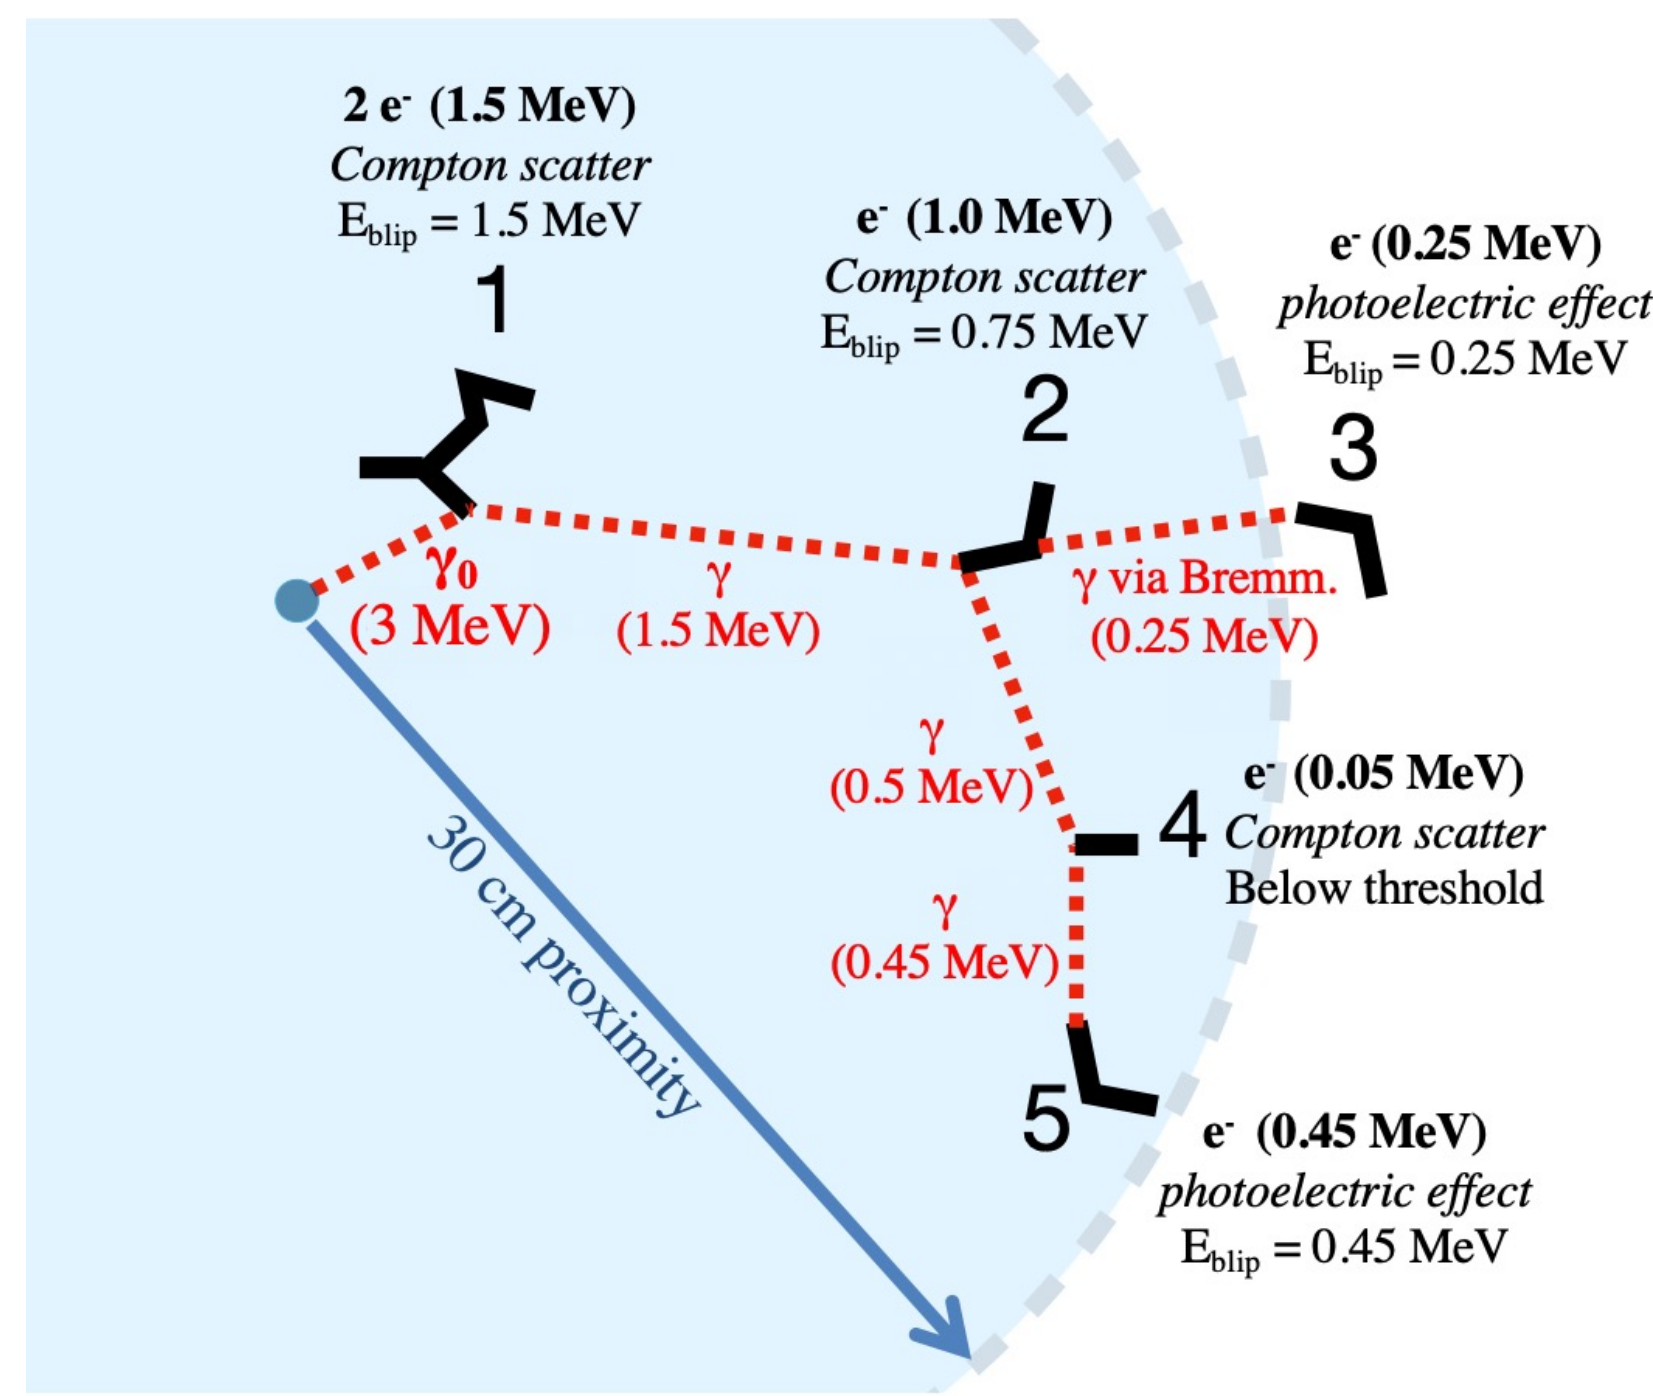 2 e⁻ (1.5 MeV)
Compton scatter
E_blip = 1.5 MeV
1
e⁻ (1.0 MeV)
Compton scatter
E_blip = 0.75 MeV
2
e⁻ (0.25 MeV)
photoelectric effect
E_blip = 0.25 MeV
3
γ₀
(3 MeV)
γ
(1.5 MeV)
γ via Bremm.
(0.25 MeV)
γ
(0.5 MeV)
4
e⁻ (0.05 MeV)
Compton scatter
Below threshold
γ
(0.45 MeV)
30 cm proximity
5
e⁻ (0.45 MeV)
photoelectric effect
E_blip = 0.45 MeV